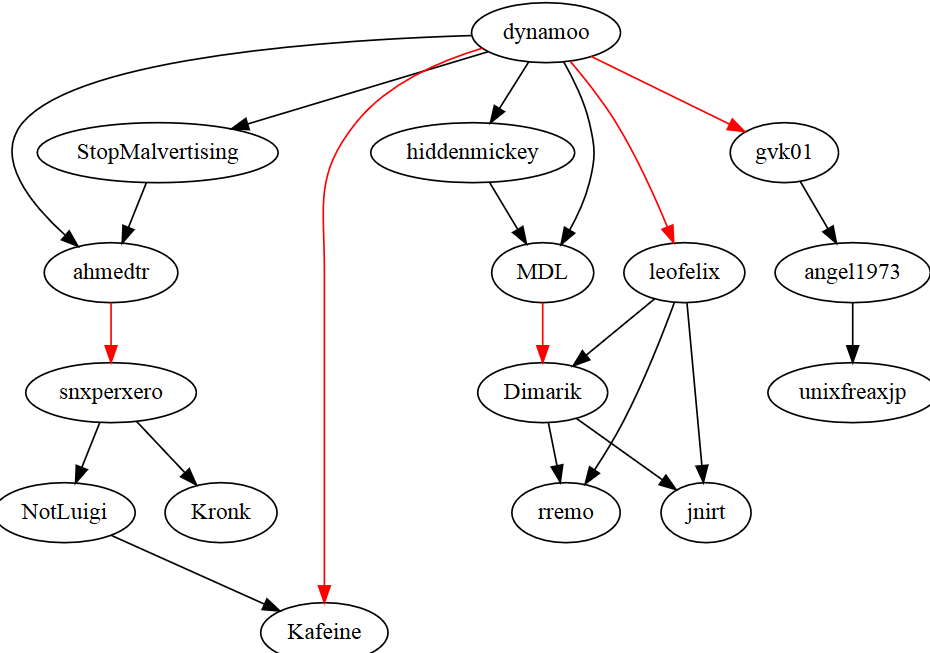 dynamoo
StopMalvertising
hiddenmickey
gvk01
ahmedtr
MDL
leofelix
angel1973
snxperxero
Dimarik
unixfreaxjp
NotLuigi
Kronk
rremo
jnirt
Kafeine